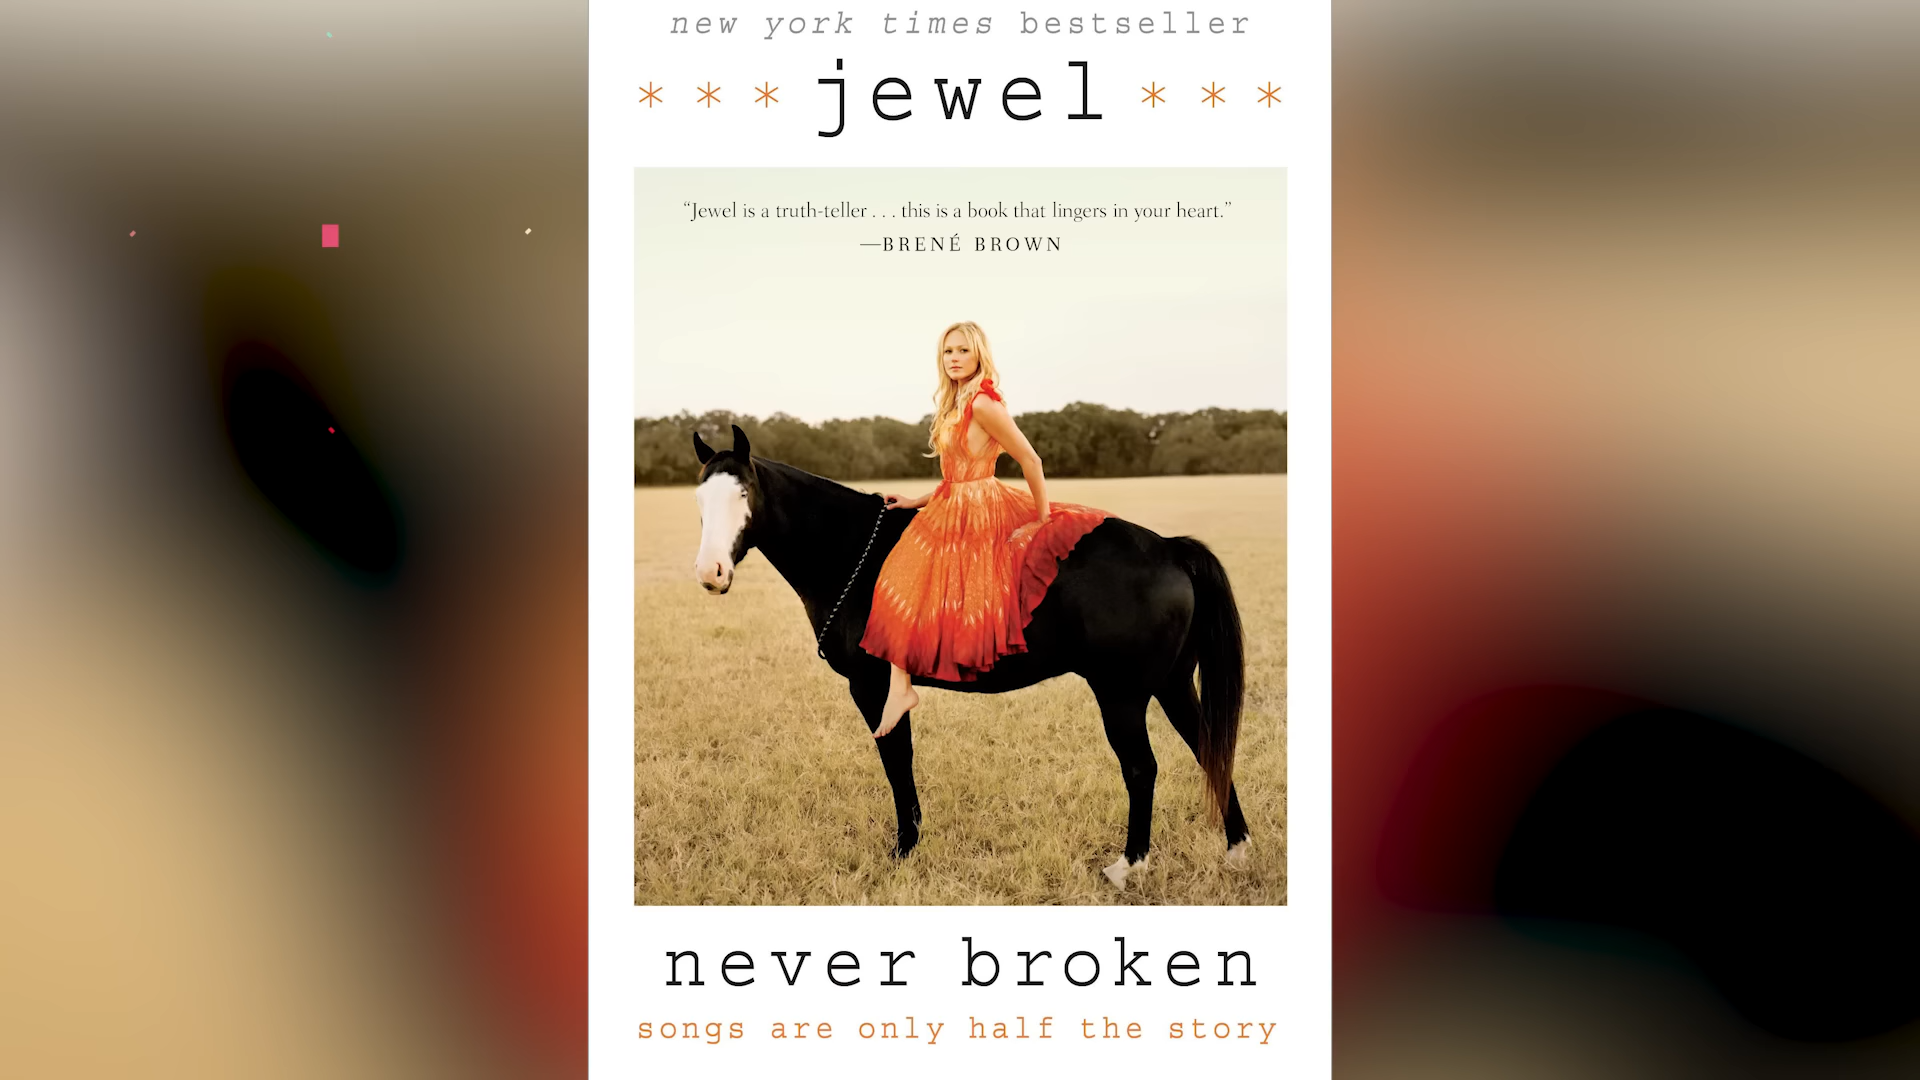 new york times bestseller
* * * jewel * * *
“Jewel is a truth-teller . . . this is a book that lingers in your heart.”
—BRENÉ BROWN
never broken
songs are only half the story